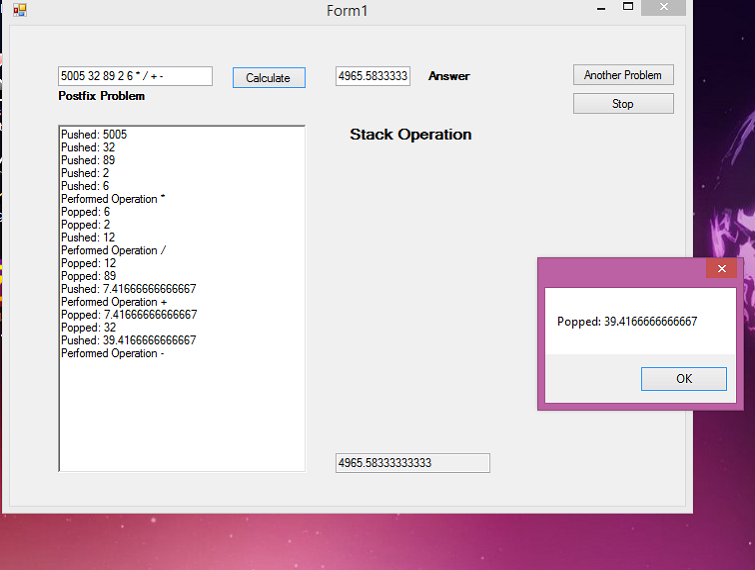 Form1
5005 32 89 2 6 * / + -
Calculate
4965.5833333
Answer
Another Problem
Postfix Problem
Stop
Stack Operation
Pushed: 5005
Pushed: 32
Pushed: 89
Pushed: 2
Pushed: 6
Performed Operation *
Popped: 6
Popped: 2
Pushed: 12
Performed Operation /
Popped: 12
Popped: 89
Pushed: 7.41666666666667
Performed Operation +
Popped: 7.41666666666667
Popped: 32
Pushed: 39.4166666666667
Performed Operation -
Popped: 39.4166666666667
OK
4965.58333333333